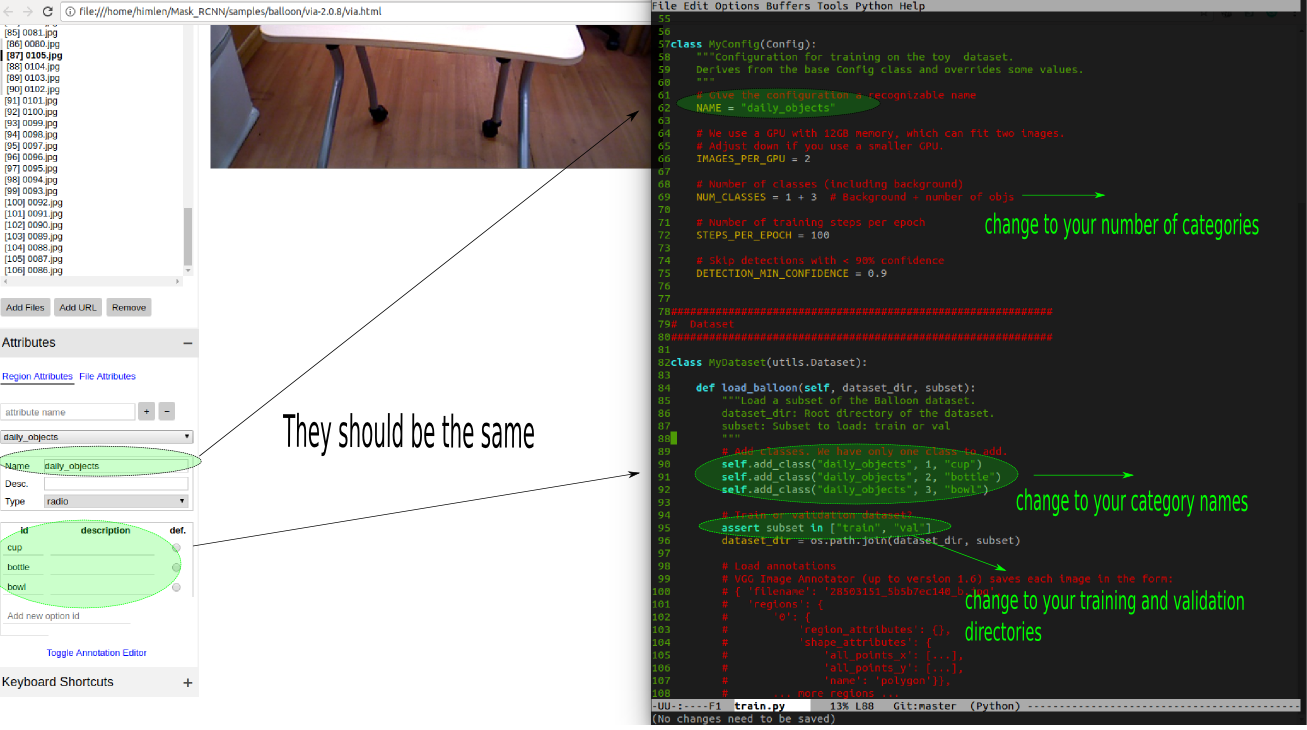 file:///home/himlen/Mask_RCNN/samples/balloon/via-2.0.8/via.html
[85] 0081.jpg
[86] 0080.jpg
[87] 0105.jpg
[88] 0104.jpg
[89] 0103.jpg
[90] 0102.jpg
[91] 0101.jpg
[92] 0100.jpg
[93] 0099.jpg
[94] 0098.jpg
[95] 0097.jpg
[96] 0096.jpg
[97] 0095.jpg
[98] 0094.jpg
[99] 0093.jpg
[100] 0092.jpg
[101] 0091.jpg
[102] 0090.jpg
[103] 0089.jpg
[104] 0088.jpg
[105] 0087.jpg
[106] 0086.jpg
Add Files Add URL Remove
Attributes −
Region Attributes File Attributes
attribute name + −
daily_objects
Name daily_objects
Desc.
Type radio
id description def.
cup
bottle
bowl
Add new option id
Toggle Annotation Editor
Keyboard Shortcuts +
They should be the same
File Edit Options Buffers Tools Python Help
55
56
57class MyConfig(Config):
58 """Configuration for training on the toy dataset.
59 Derives from the base Config class and overrides some values.
60 """
61 # Give the configuration a recognizable name
62 NAME = "daily_objects"
63
64 # We use a GPU with 12GB memory, which can fit two images.
65 # Adjust down if you use a smaller GPU.
66 IMAGES_PER_GPU = 2
67
68 # Number of classes (including background)
69 NUM_CLASSES = 1 + 3 # Background + number of objs
70
71 # Number of training steps per epoch
72 STEPS_PER_EPOCH = 100
73
74 # Skip detections with < 90% confidence
75 DETECTION_MIN_CONFIDENCE = 0.9
76
77
78############################################################
79# Dataset
80############################################################
81
82class MyDataset(utils.Dataset):
83
84 def load_balloon(self, dataset_dir, subset):
85 """Load a subset of the Balloon dataset.
86 dataset_dir: Root directory of the dataset.
87 subset: Subset to load: train or val
88 """
89 # Add classes. We have only one class to add.
90 self.add_class("daily_objects", 1, "cup")
91 self.add_class("daily_objects", 2, "bottle")
92 self.add_class("daily_objects", 3, "bowl")
93
94 # Train or validation dataset?
95 assert subset in ["train", "val"]
96 dataset_dir = os.path.join(dataset_dir, subset)
97
98 # Load annotations
99 # VGG Image Annotator (up to version 1.6) saves each image in the form:
100 # { 'filename': '28503151_5b5b7ec140_b.jpg'
101 # 'regions': {
102 # '0': {
103 # 'region_attributes': {},
104 # 'shape_attributes': {
105 # 'all_points_x': [...],
106 # 'all_points_y': [...],
107 # 'name': 'polygon'}},
108 # ... more regions ...
-UU-:----F1 train.py 13% L88 Git:master (Python)
(No changes need to be saved)
change to your number of categories
change to your category names
change to your training and validation
directories